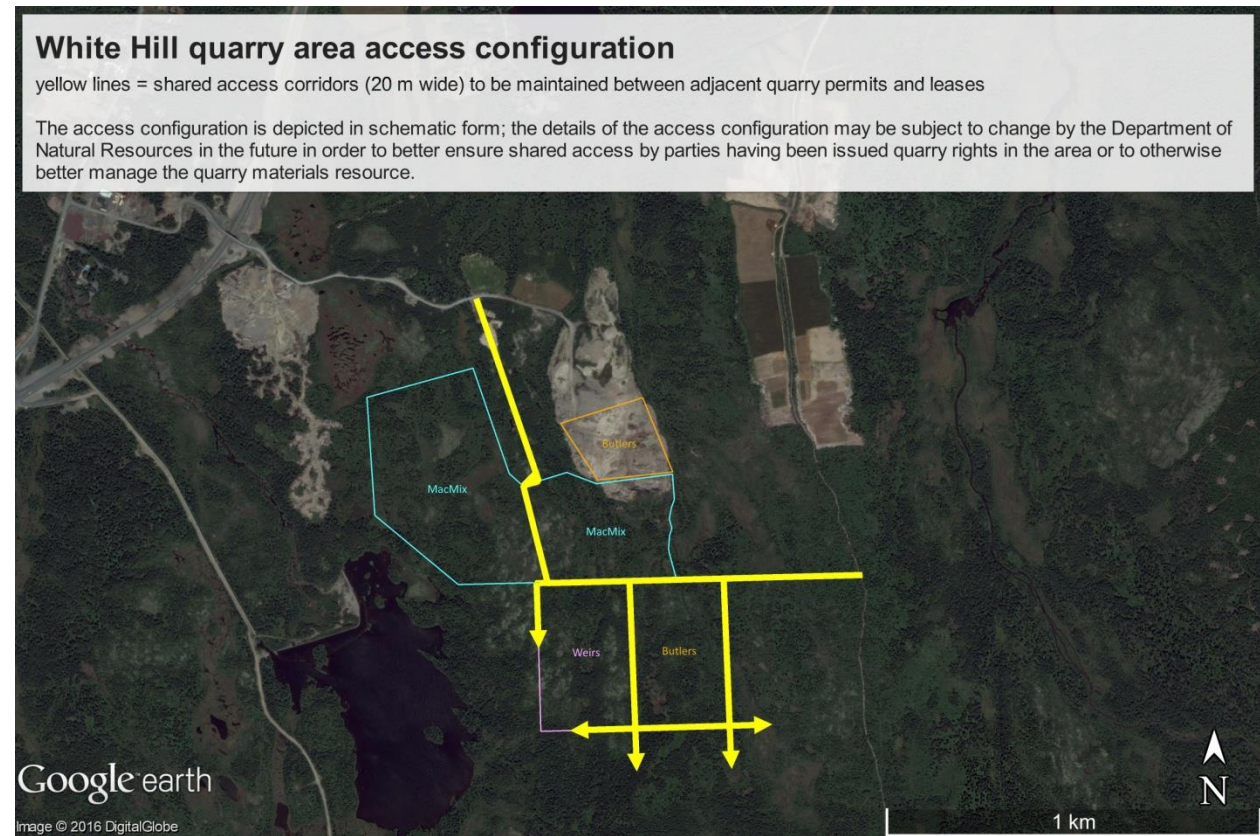 White Hill quarry area access configuration
yellow lines = shared access corridors (20 m wide) to be maintained between adjacent quarry permits and leases
The access configuration is depicted in schematic form; the details of the access configuration may be subject to change by the Department of
Natural Resources in the future in order to better ensure shared access by parties having been issued quarry rights in the area or to otherwise
better manage the quarry materials resource.
Butlers
MacMix
MacMix
Weirs
Butlers
Google earth
N
Image © 2016 DigitalGlobe
1 km